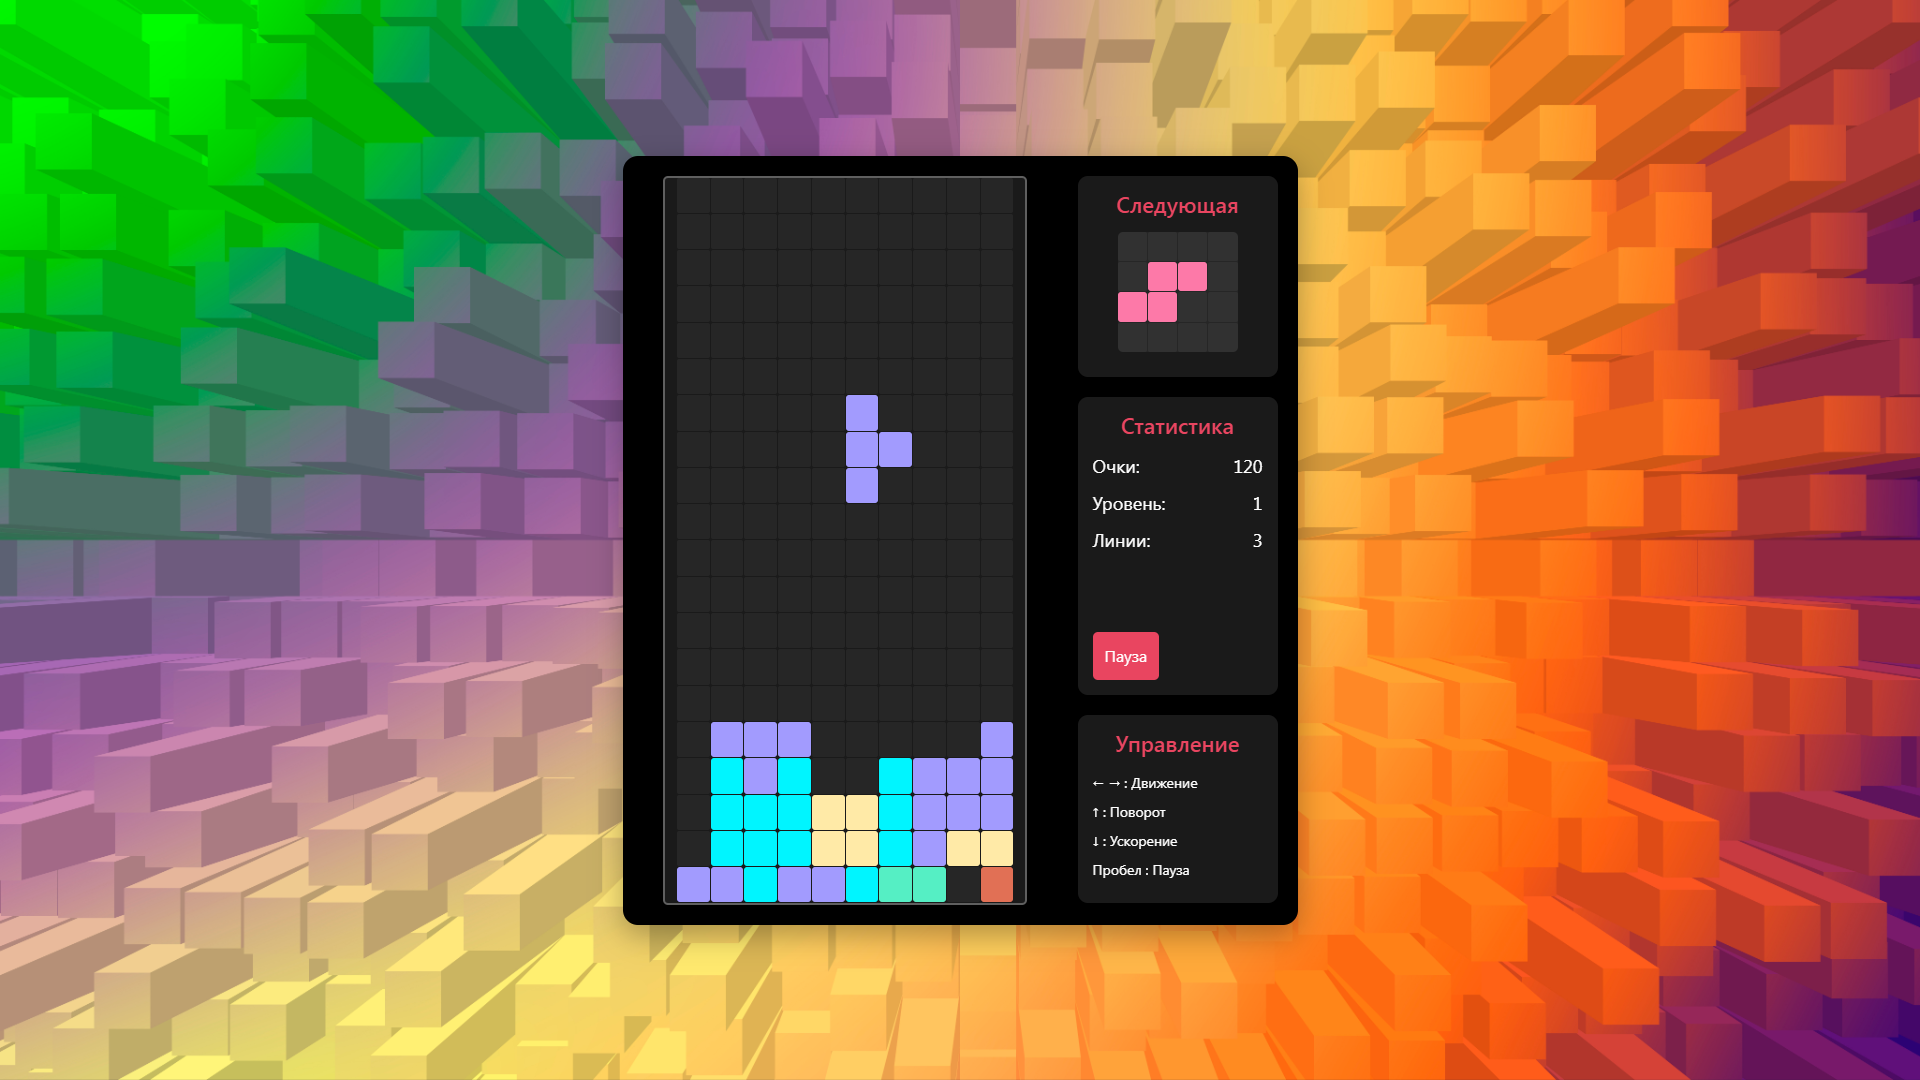 Следующая
Статистика
Очки: 120
Уровень: 1
Линии: 3
Пауза
Управление
← → : Движение
↑ : Поворот
↓ : Ускорение
Пробел : Пауза